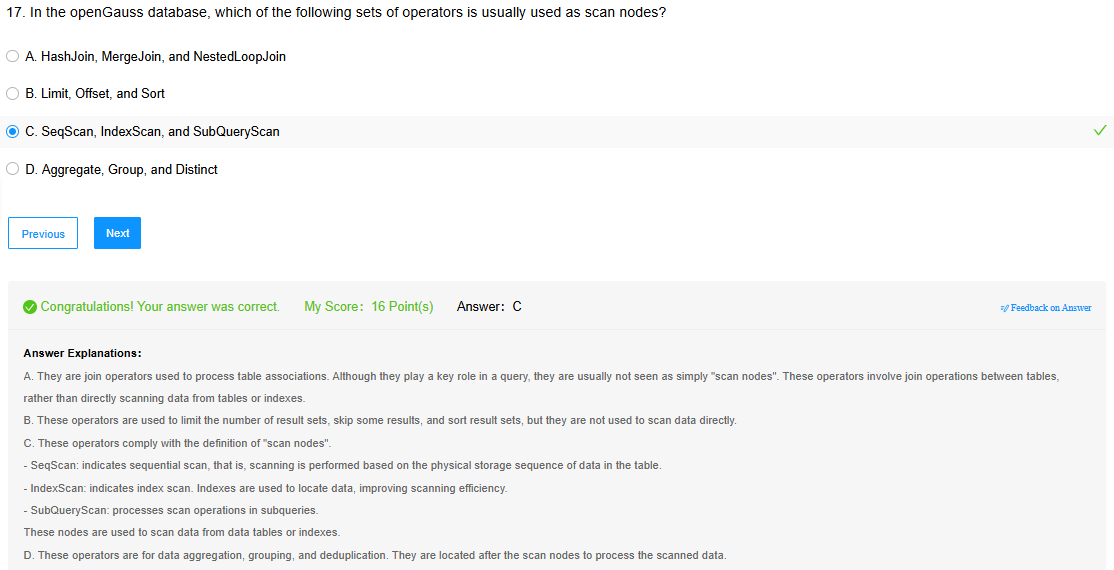 17. In the openGauss database, which of the following sets of operators is usually used as scan nodes?
A. HashJoin, MergeJoin, and NestedLoopJoin
B. Limit, Offset, and Sort
C. SeqScan, IndexScan, and SubQueryScan
D. Aggregate, Group, and Distinct
Previous Next
Congratulations! Your answer was correct. My Score: 16 Point(s) Answer: C Feedback on Answer
Answer Explanations:
A. They are join operators used to process table associations. Although they play a key role in a query, they are usually not seen as simply "scan nodes". These operators involve join operations between tables,
rather than directly scanning data from tables or indexes.
B. These operators are used to limit the number of result sets, skip some results, and sort result sets, but they are not used to scan data directly.
C. These operators comply with the definition of "scan nodes".
- SeqScan: indicates sequential scan, that is, scanning is performed based on the physical storage sequence of data in the table.
- IndexScan: indicates index scan. Indexes are used to locate data, improving scanning efficiency.
- SubQueryScan: processes scan operations in subqueries.
These nodes are used to scan data from data tables or indexes.
D. These operators are for data aggregation, grouping, and deduplication. They are located after the scan nodes to process the scanned data.